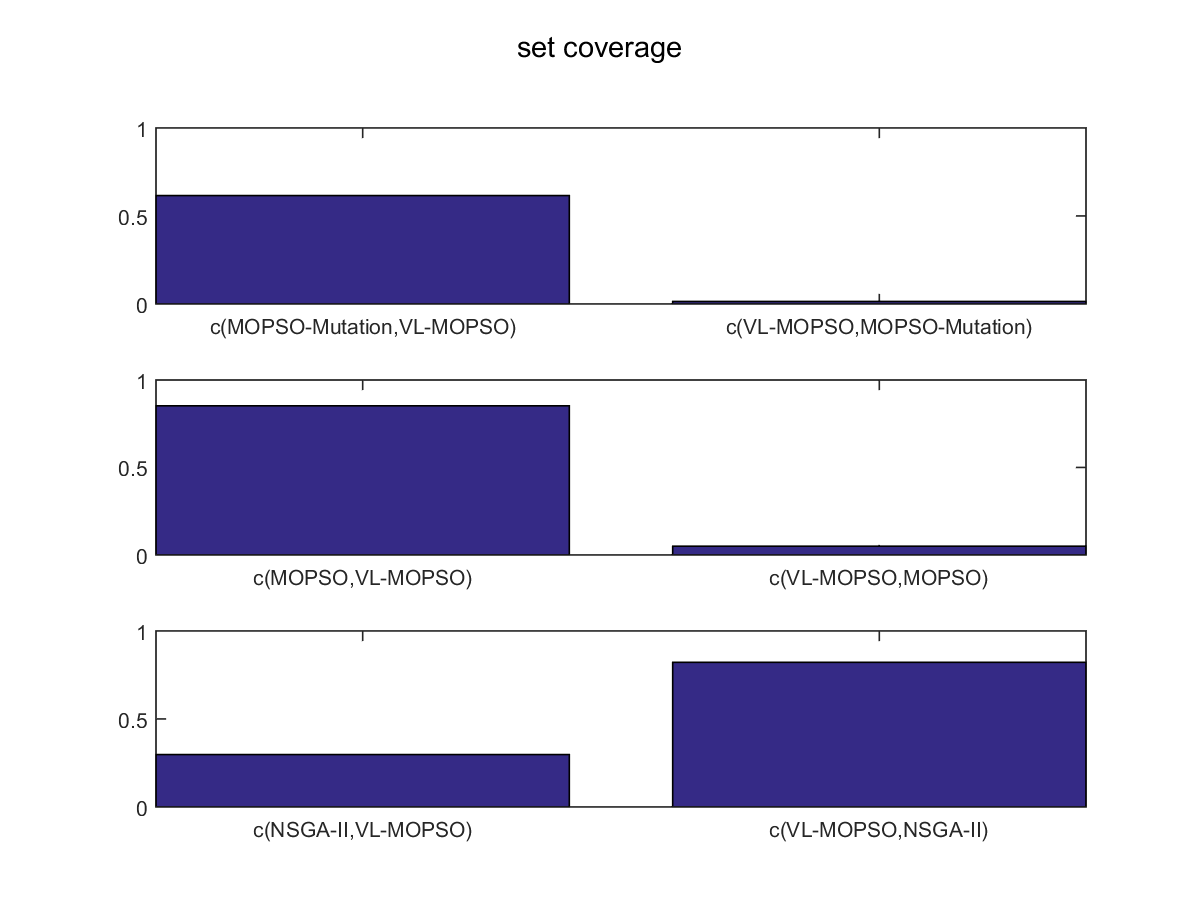 set coverage
1
0.5
0
c(MOPSO-Mutation,VL-MOPSO) c(VL-MOPSO,MOPSO-Mutation)
1
0.5
0
c(MOPSO,VL-MOPSO) c(VL-MOPSO,MOPSO)
1
0.5
0
c(NSGA-II,VL-MOPSO) c(VL-MOPSO,NSGA-II)